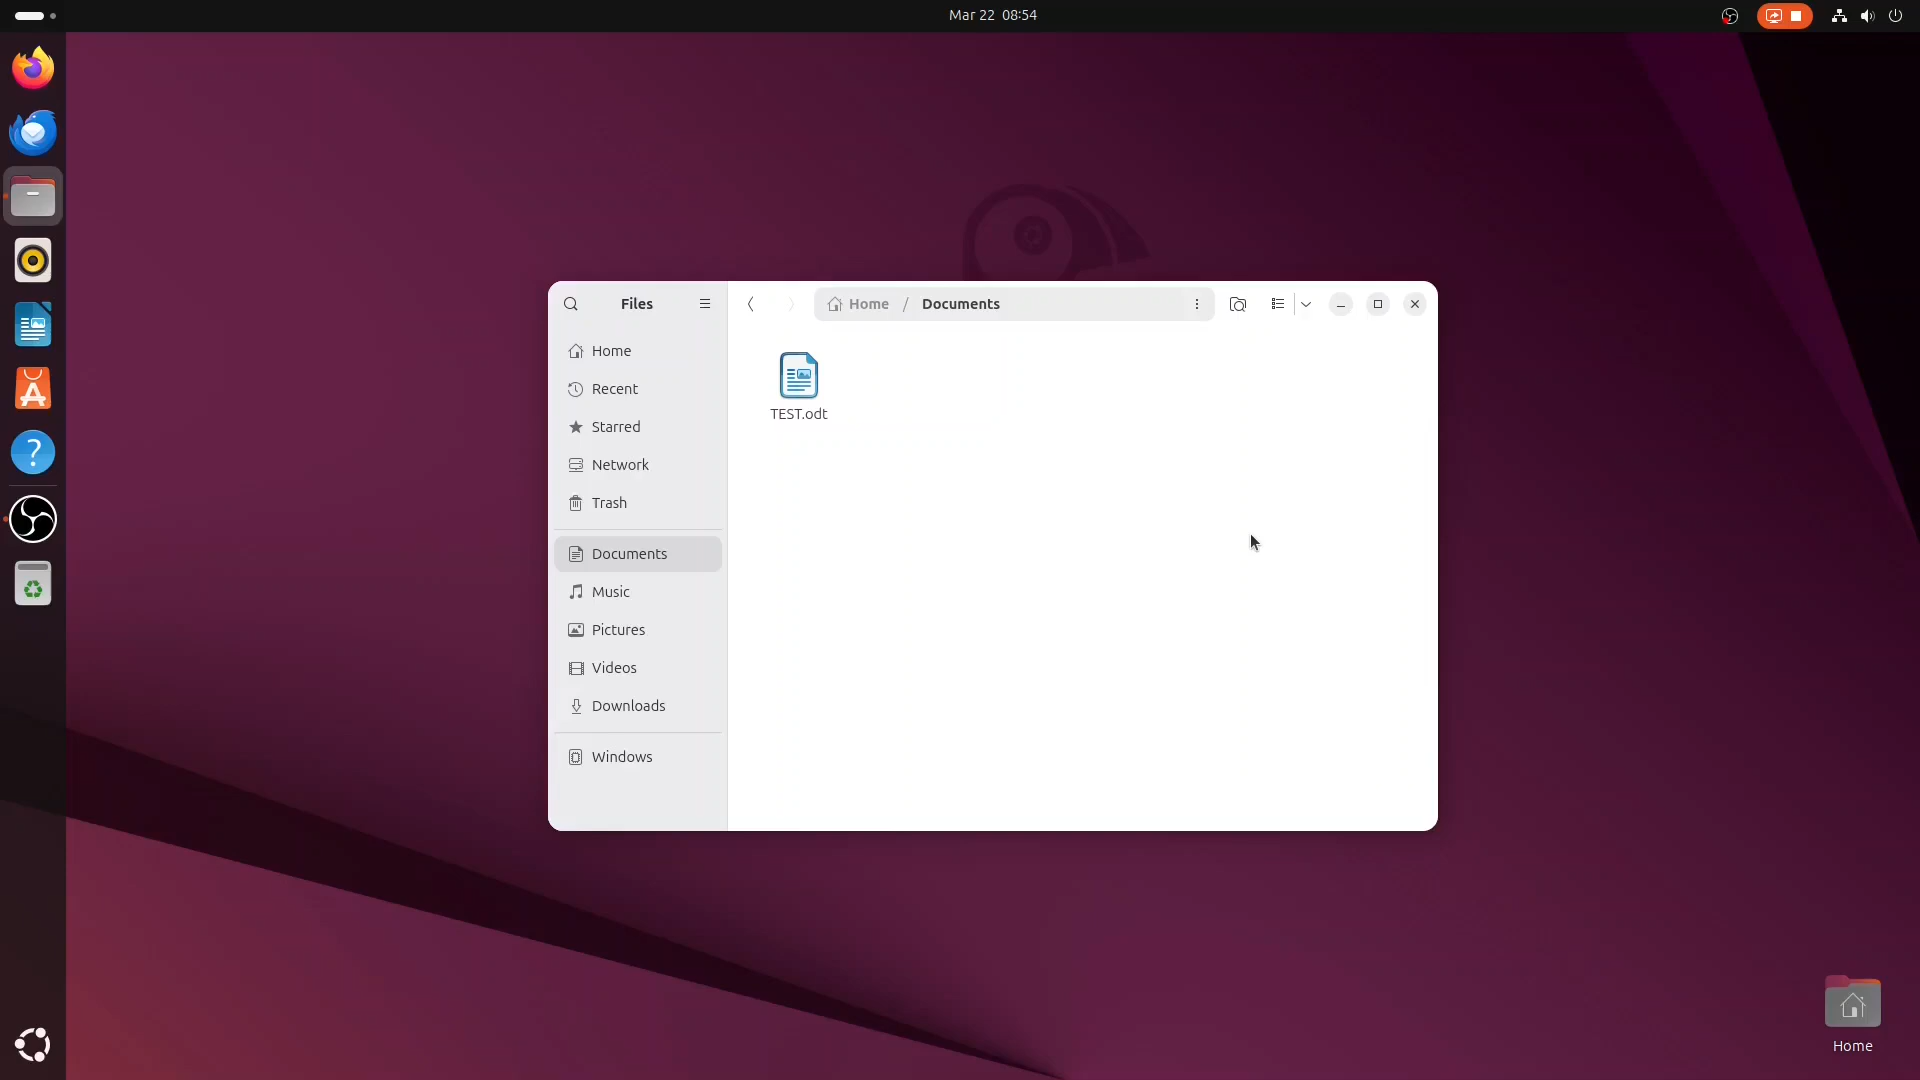 Mar 22 08:54
Files
Home / Documents
Home
Recent
Starred
Network
Trash
Documents
Music
Pictures
Videos
Downloads
Windows
TEST.odt
Home